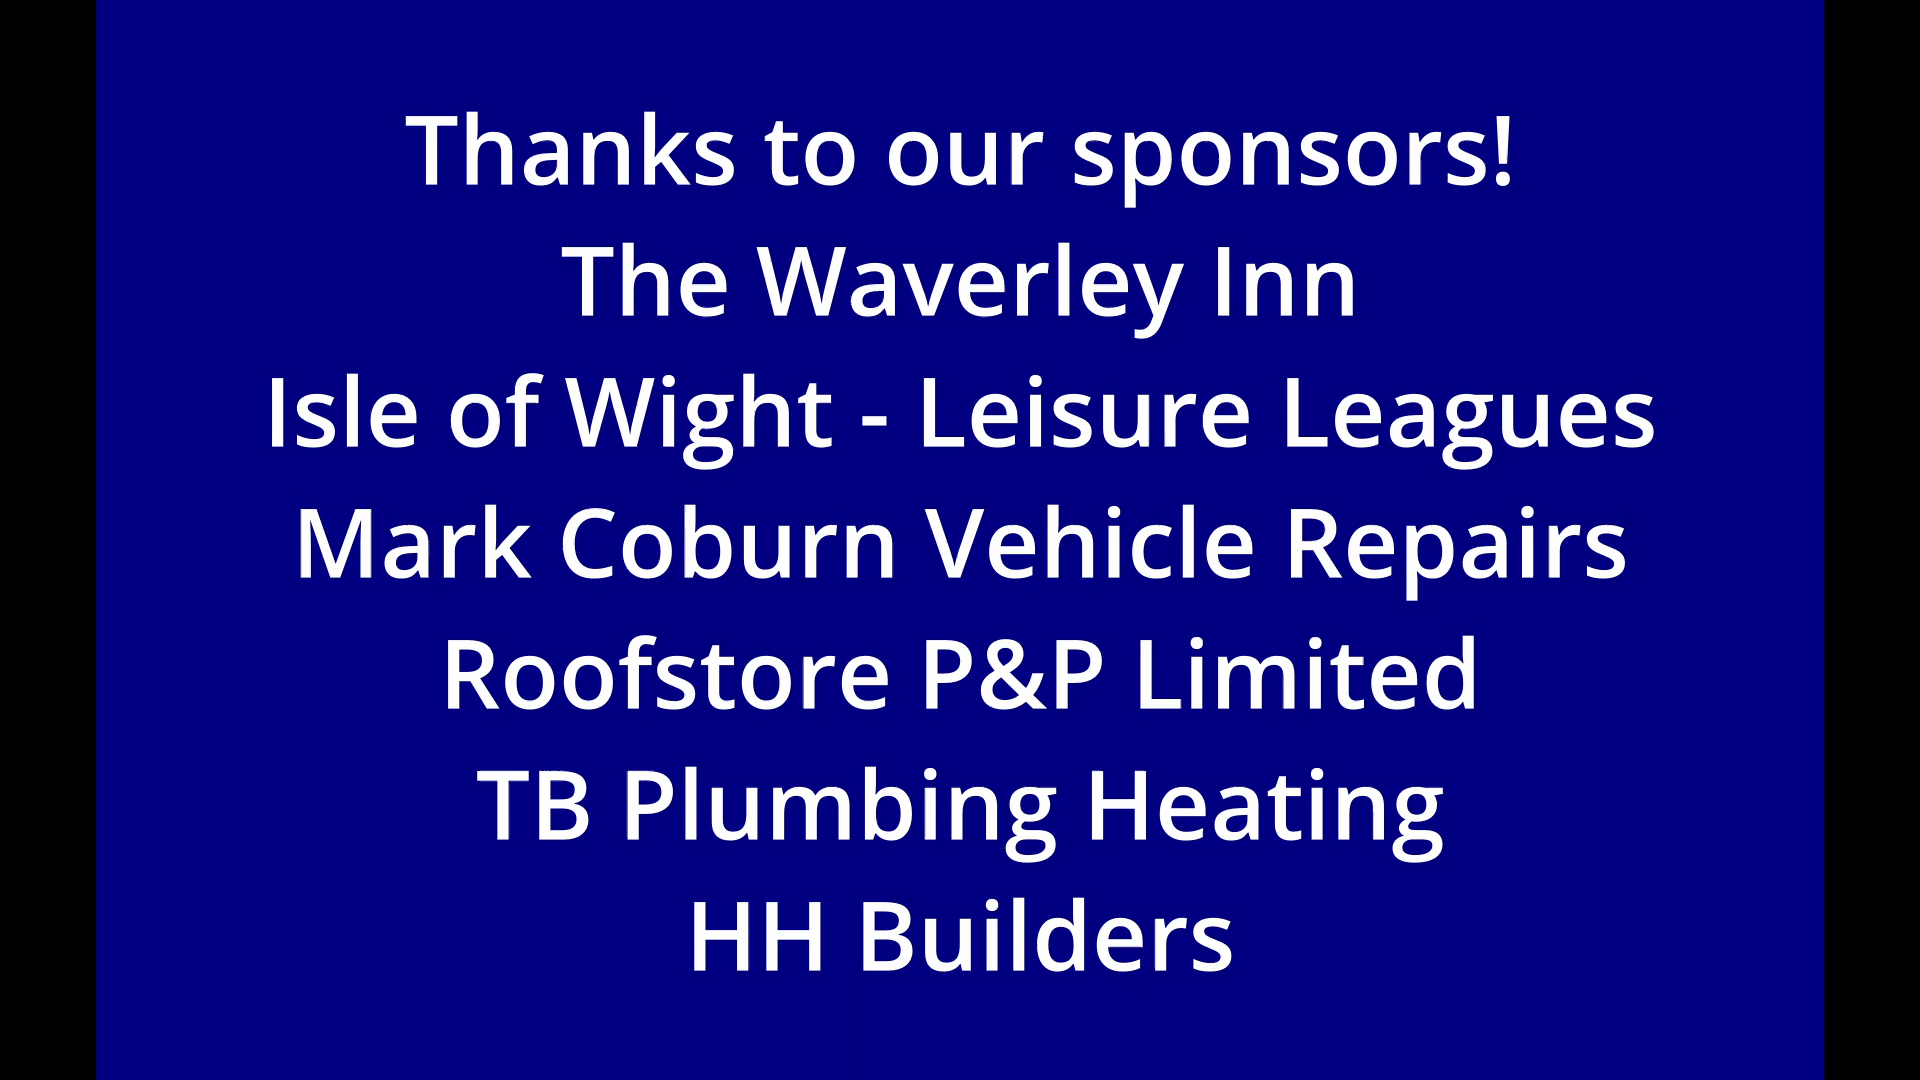 Thanks to our sponsors!
The Waverley Inn
Isle of Wight - Leisure Leagues
Mark Coburn Vehicle Repairs
Roofstore P&P Limited
TB Plumbing Heating
HH Builders